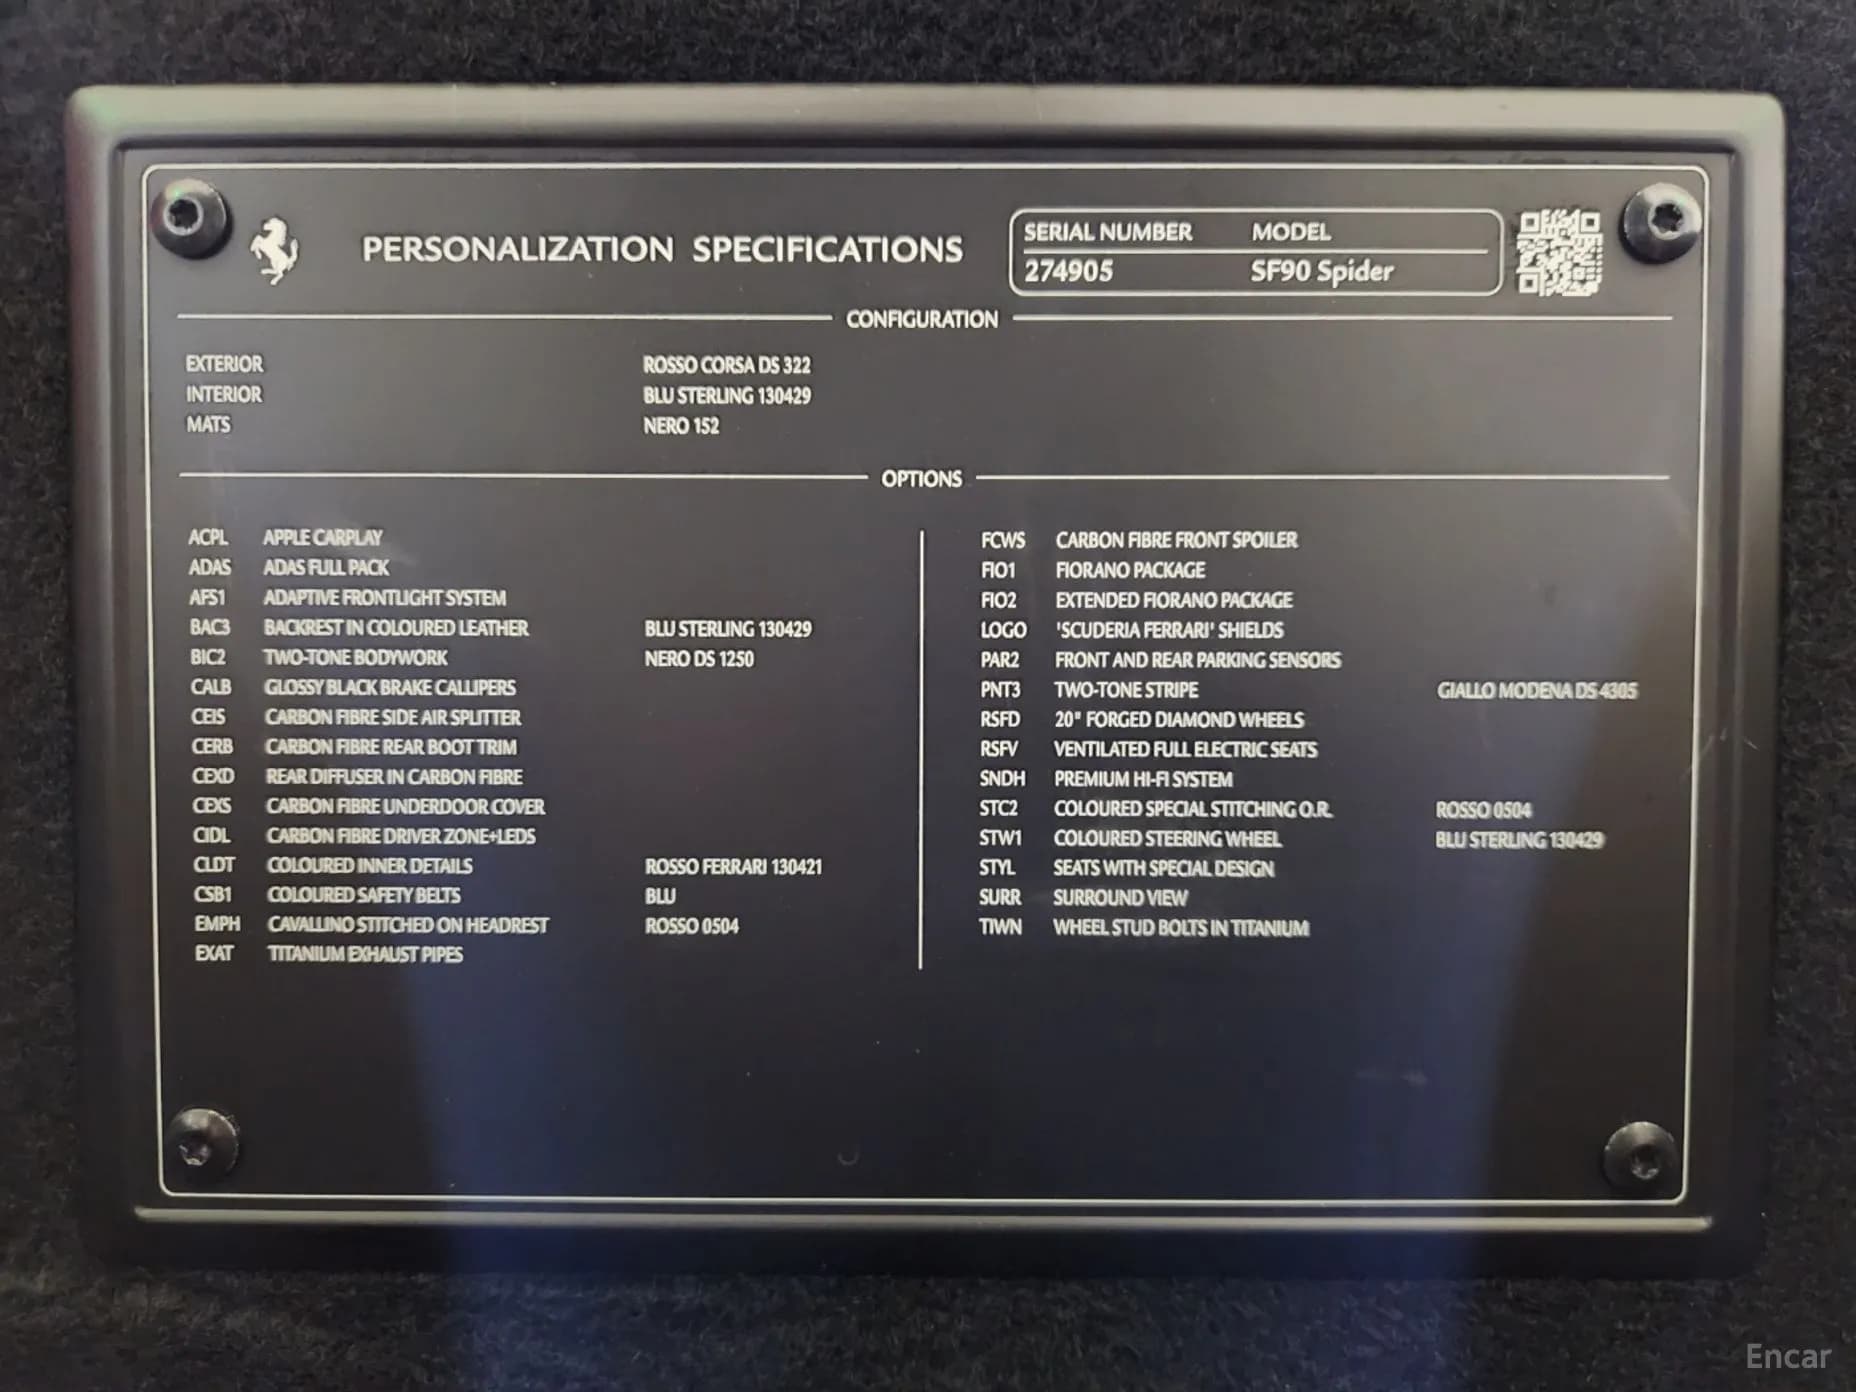 PERSONALIZATION SPECIFICATIONS
SERIAL NUMBER MODEL
274905 SF90 Spider
CONFIGURATION
EXTERIOR ROSSO CORSA DS 322
INTERIOR BLU STERLING 130429
MATS NERO 152
OPTIONS
ACPL APPLE CARPLAY
ADAS ADAS FULL PACK
AFS1 ADAPTIVE FRONTLIGHT SYSTEM
BAC3 BACKREST IN COLOURED LEATHER BLU STERLING 130429
BIC2 TWO-TONE BODYWORK NERO DS 1250
CALB GLOSSY BLACK BRAKE CALLIPERS
CEIS CARBON FIBRE SIDE AIR SPLITTER
CERB CARBON FIBRE REAR BOOT TRIM
CEXD REAR DIFFUSER IN CARBON FIBRE
CEXS CARBON FIBRE UNDERDOOR COVER
CIDL CARBON FIBRE DRIVER ZONE+LEDS
CLDT COLOURED INNER DETAILS ROSSO FERRARI 130421
CSB1 COLOURED SAFETY BELTS BLU
EMPH CAVALLINO STITCHED ON HEADREST ROSSO 0504
EXAT TITANIUM EXHAUST PIPES
FCWS CARBON FIBRE FRONT SPOILER
FIO1 FIORANO PACKAGE
FIO2 EXTENDED FIORANO PACKAGE
LOGO 'SCUDERIA FERRARI' SHIELDS
PAR2 FRONT AND REAR PARKING SENSORS
PNT3 TWO-TONE STRIPE GIALLO MODENA DS 4305
RSFD 20" FORGED DIAMOND WHEELS
RSFV VENTILATED FULL ELECTRIC SEATS
SNDH PREMIUM HI-FI SYSTEM
STC2 COLOURED SPECIAL STITCHING O.R. ROSSO 0504
STW1 COLOURED STEERING WHEEL BLU STERLING 130429
STYL SEATS WITH SPECIAL DESIGN
SURR SURROUND VIEW
TIWN WHEEL STUD BOLTS IN TITANIUM
Encar